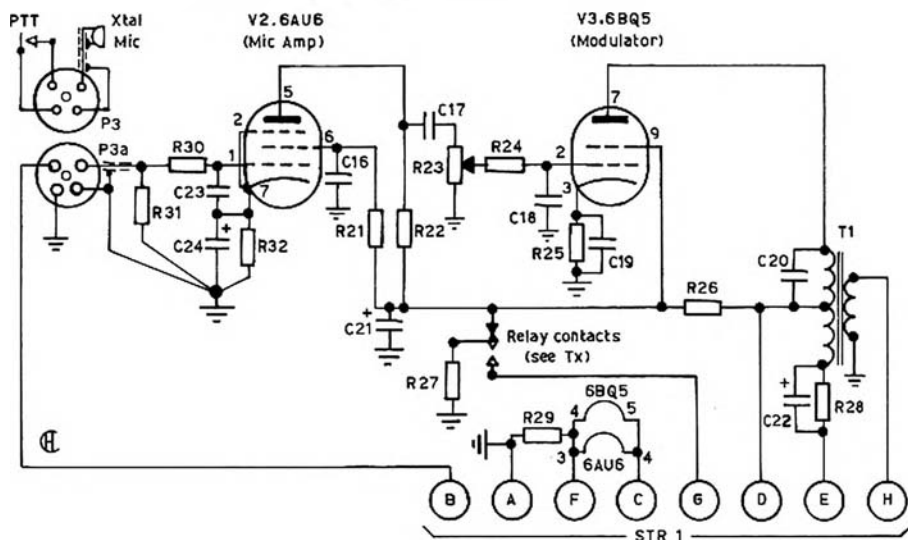 PTT
Xtal
Mic
V2.6AU6
(Mic Amp)
V3.6BQ5
(Modulator)
P3
P3a
5
2
6
1
7
R30
C23
C24
+
R31
R32
C16
R21
R22
C17
R23
R24
C18
7
9
2
3
R25
C19
C20
T1
R26
C21
+
R27
Relay contacts
(see Tx)
6BQ5
4
5
R29
3
6AU6
4
+
C22
R28
B
A
F
C
G
D
E
H
STR 1